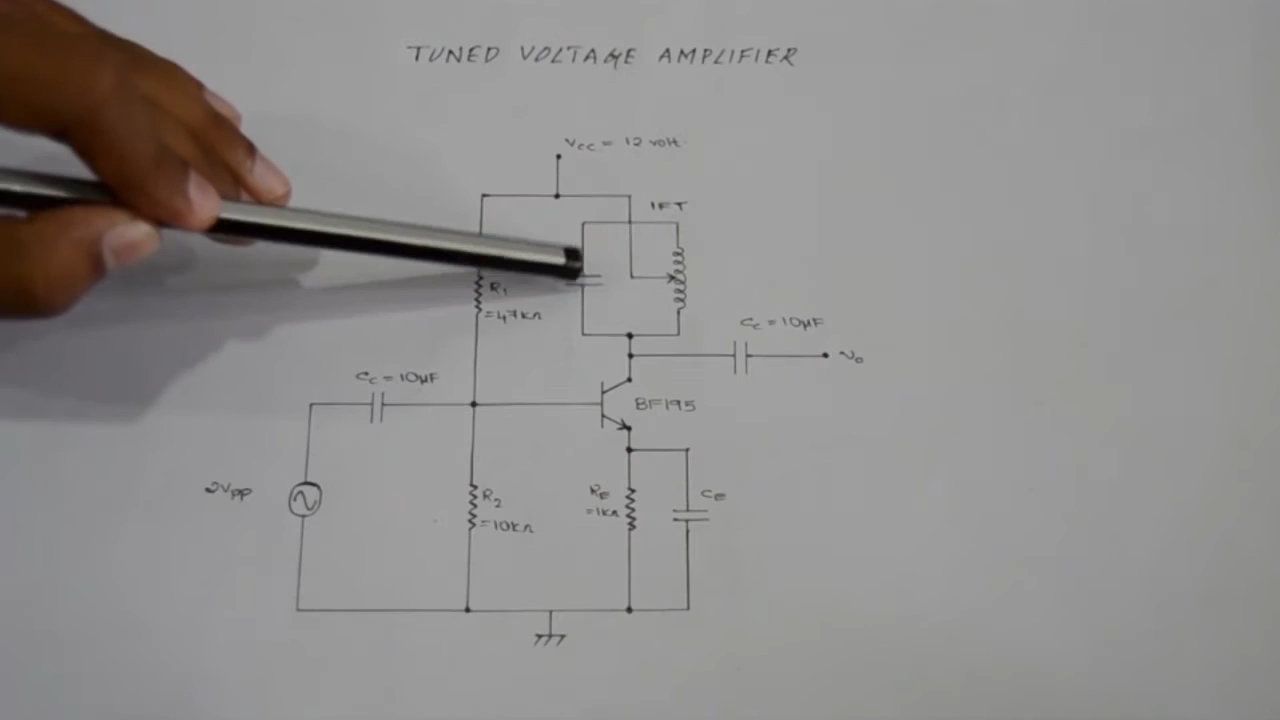 TUNED VOLTAGE AMPLIFIER
VCC = 12 volt.
IFT
R1
=47KΩ
CC = 10µF
CC = 10µF
Vo
BF195
2VPP
R2
=10KΩ
RE
=1KΩ
CE